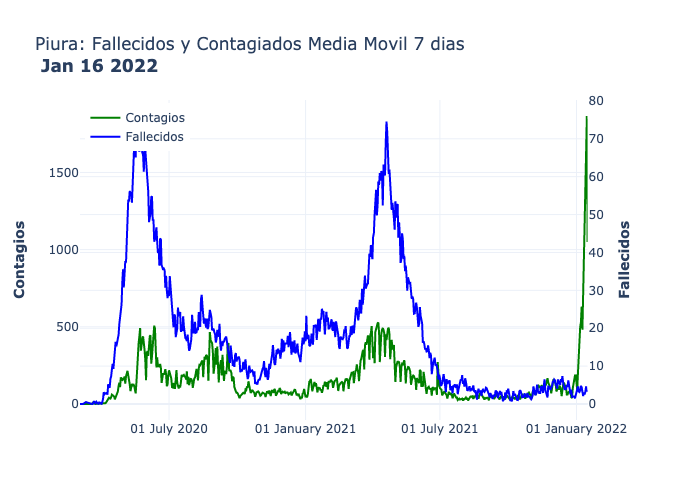 Piura: Fallecidos y Contagiados Media Movil 7 dias
Jan 16 2022
Contagios
Fallecidos
0
500
1000
1500
Contagios
0
10
20
30
40
50
60
70
80
Fallecidos
01 July 2020
01 January 2021
01 July 2021
01 January 2022